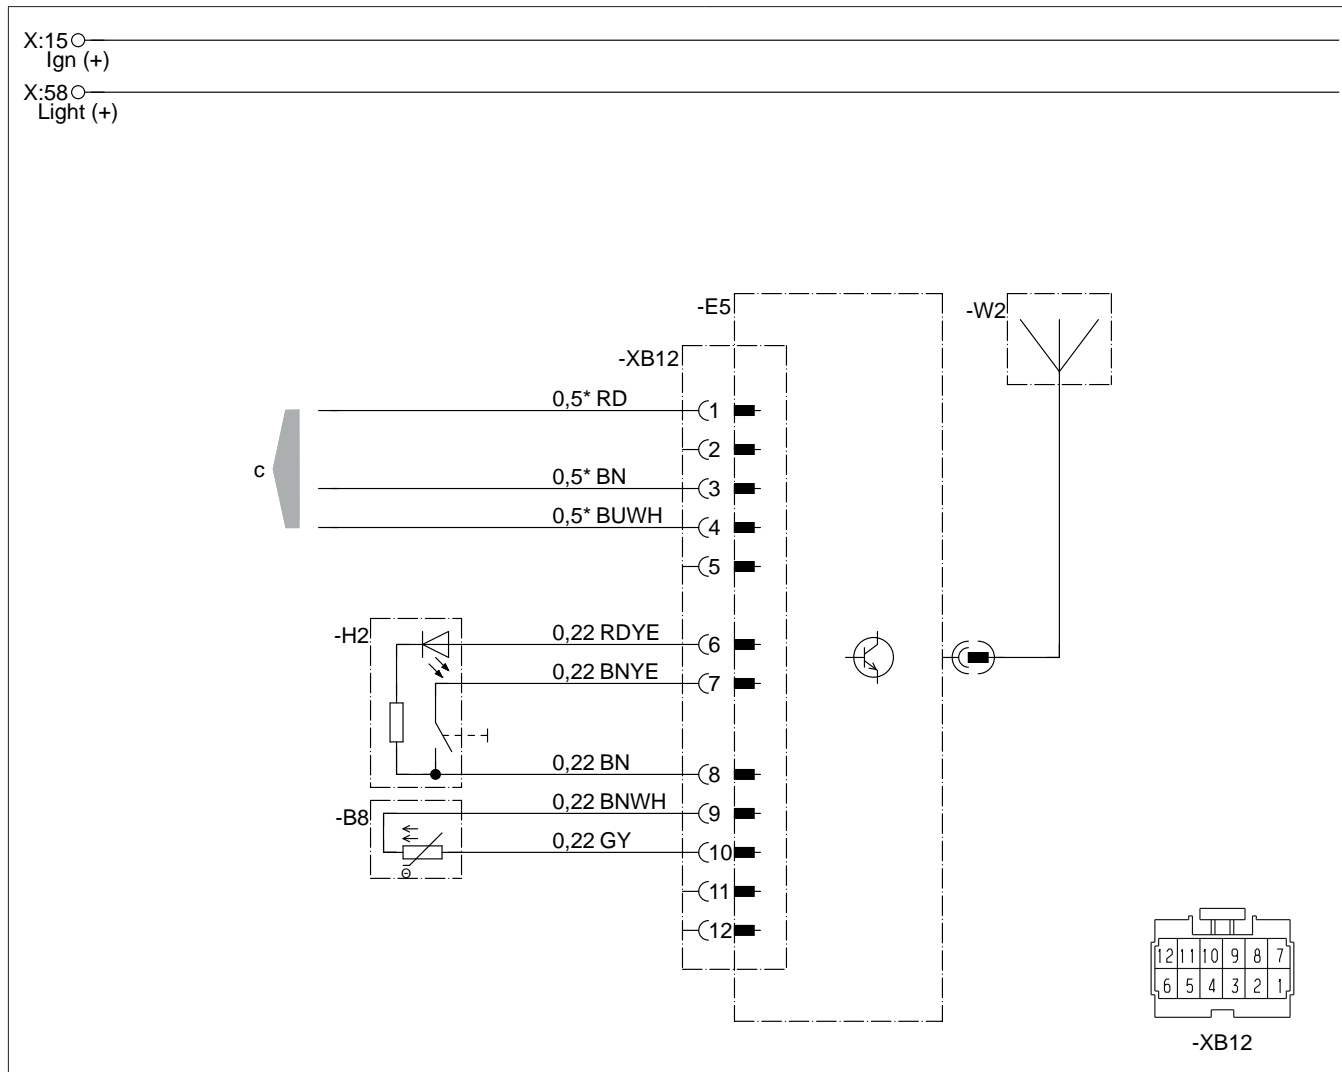 X:15
Ign (+)
X:58
Light (+)
-E5
-W2
-XB12
0,5* RD
1
2
c
0,5* BN
3
0,5* BUWH
4
5
-H2
0,22 RDYE
6
0,22 BNYE
7
0,22 BN
8
-B8
0,22 BNWH
9
0,22 GY
10
Θ
11
12
12 11 10 9 8 7
6 5 4 3 2 1
-XB12